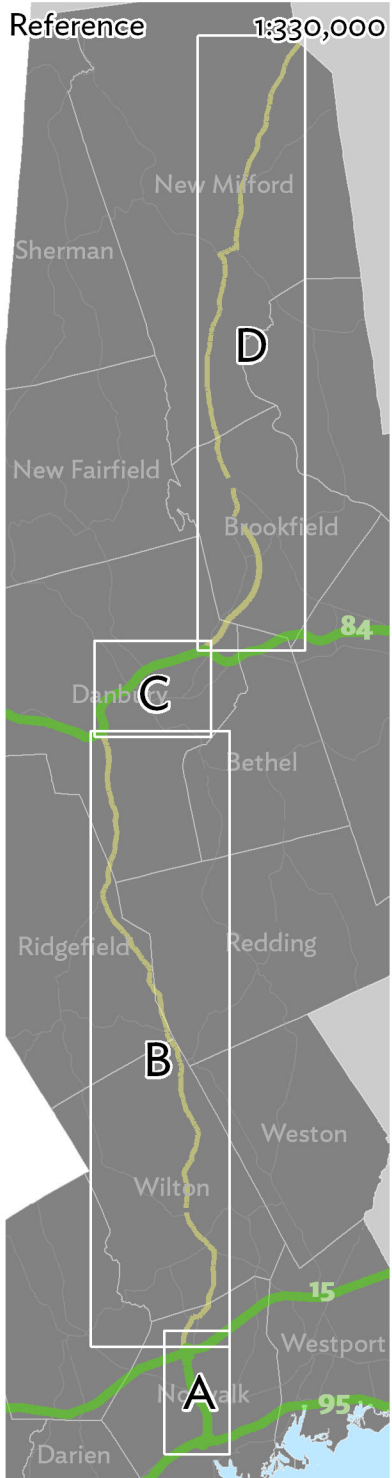 Reference 1:330,000
New Milford
Sherman
D
New Fairfield
Brookfield
84
Danbury
C
Bethel
Ridgefield
Redding
B
Weston
Wilton
15
Westport
Norwalk
A
95
Darien